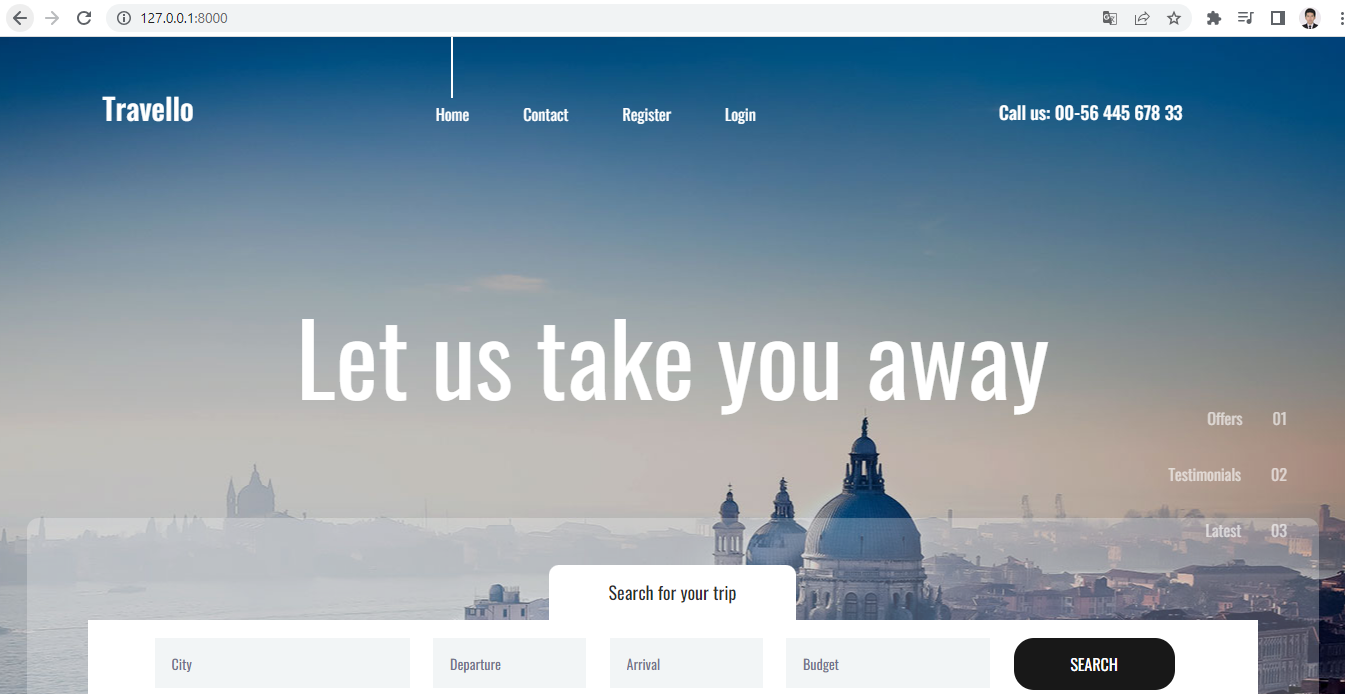 127.0.0.1:8000
Travello
Home Contact Register Login
Call us: 00-56 445 678 33
Let us take you away
Offers 01
Testimonials 02
Latest 03
Search for your trip
City Departure Arrival Budget SEARCH